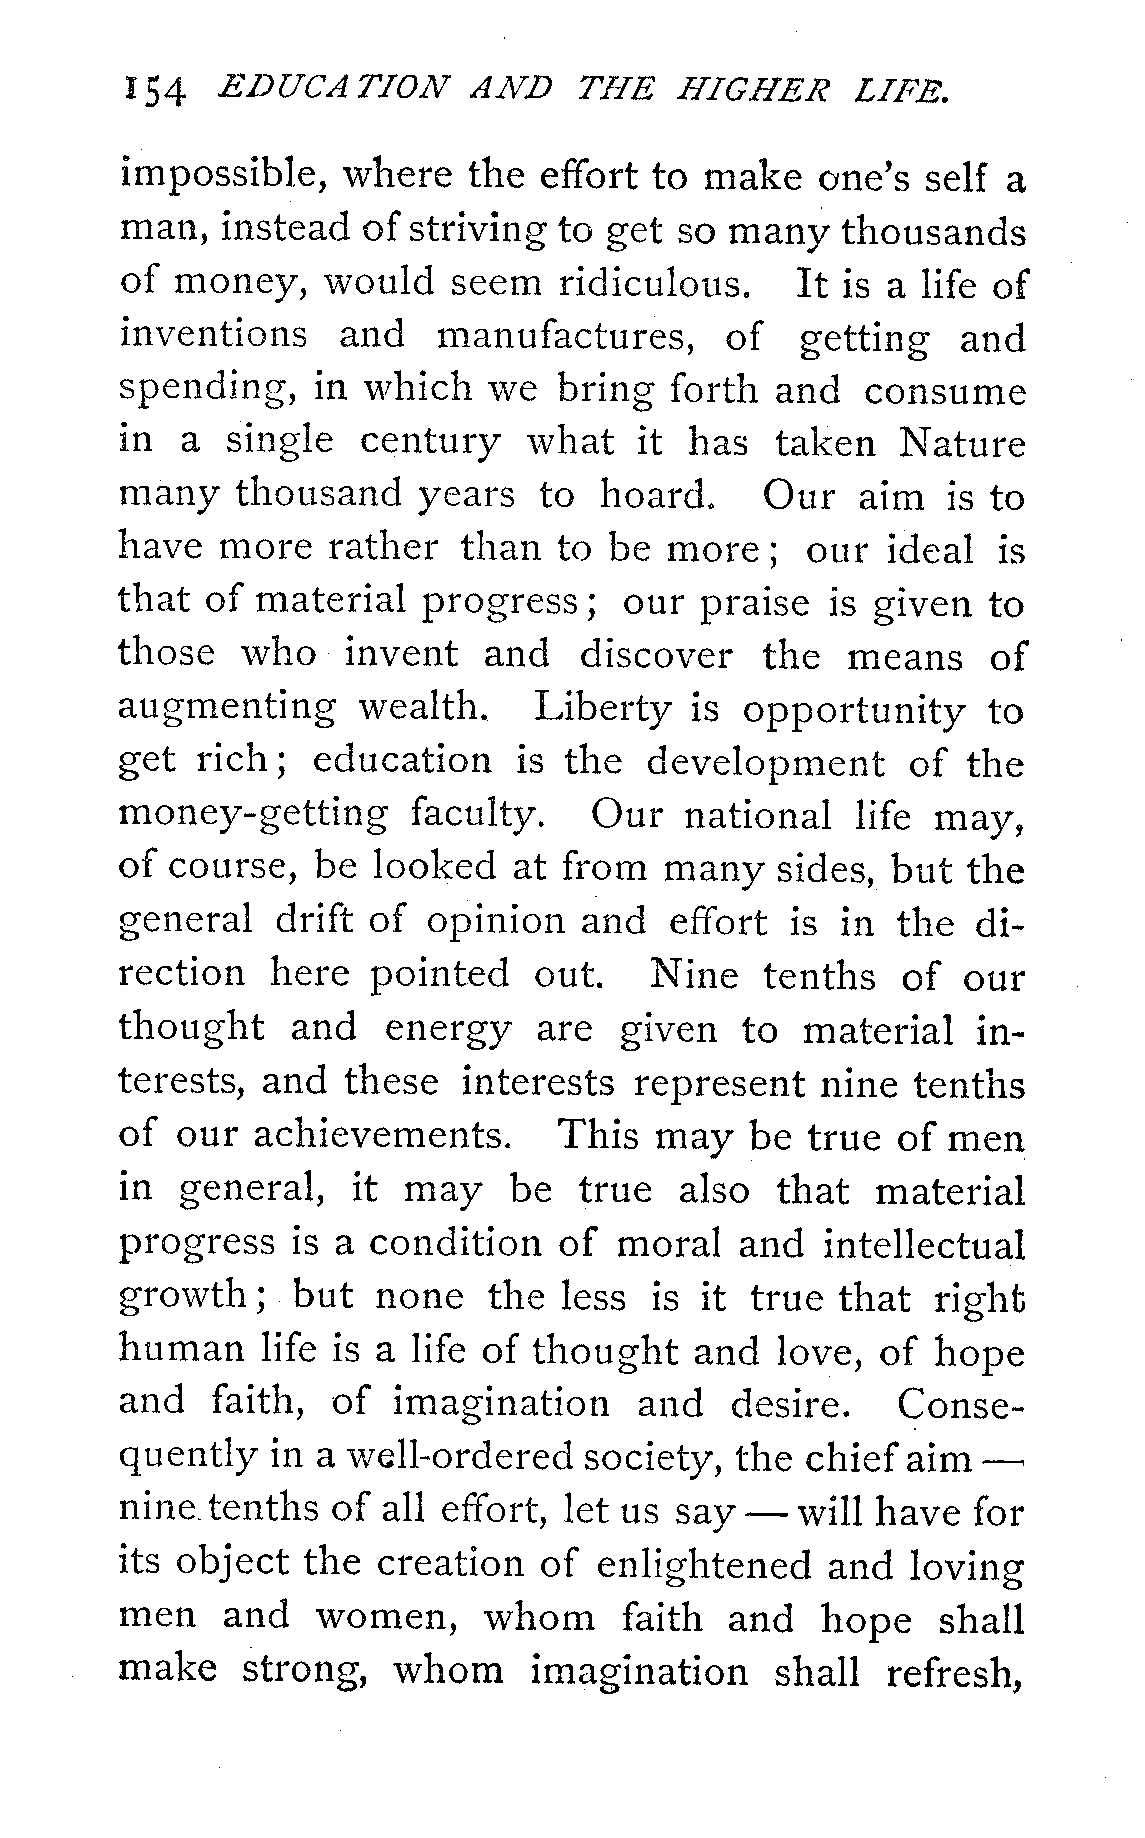 154 EDUCATION AND THE HIGHER LIFE.
impossible, where the effort to make one's self a
man, instead of striving to get so many thousands
of money, would seem ridiculous. It is a life of
inventions and manufactures, of getting and
spending, in which we bring forth and consume
in a single century what it has taken Nature
many thousand years to hoard. Our aim is to
have more rather than to be more; our ideal is
that of material progress; our praise is given to
those who invent and discover the means of
augmenting wealth. Liberty is opportunity to
get rich; education is the development of the
money-getting faculty. Our national life may,
of course, be looked at from many sides, but the
general drift of opinion and effort is in the di-
rection here pointed out. Nine tenths of our
thought and energy are given to material in-
terests, and these interests represent nine tenths
of our achievements. This may be true of men
in general, it may be true also that material
progress is a condition of moral and intellectual
growth; but none the less is it true that right
human life is a life of thought and love, of hope
and faith, of imagination and desire. Conse-
quently in a well-ordered society, the chief aim —
nine tenths of all effort, let us say — will have for
its object the creation of enlightened and loving
men and women, whom faith and hope shall
make strong, whom imagination shall refresh,